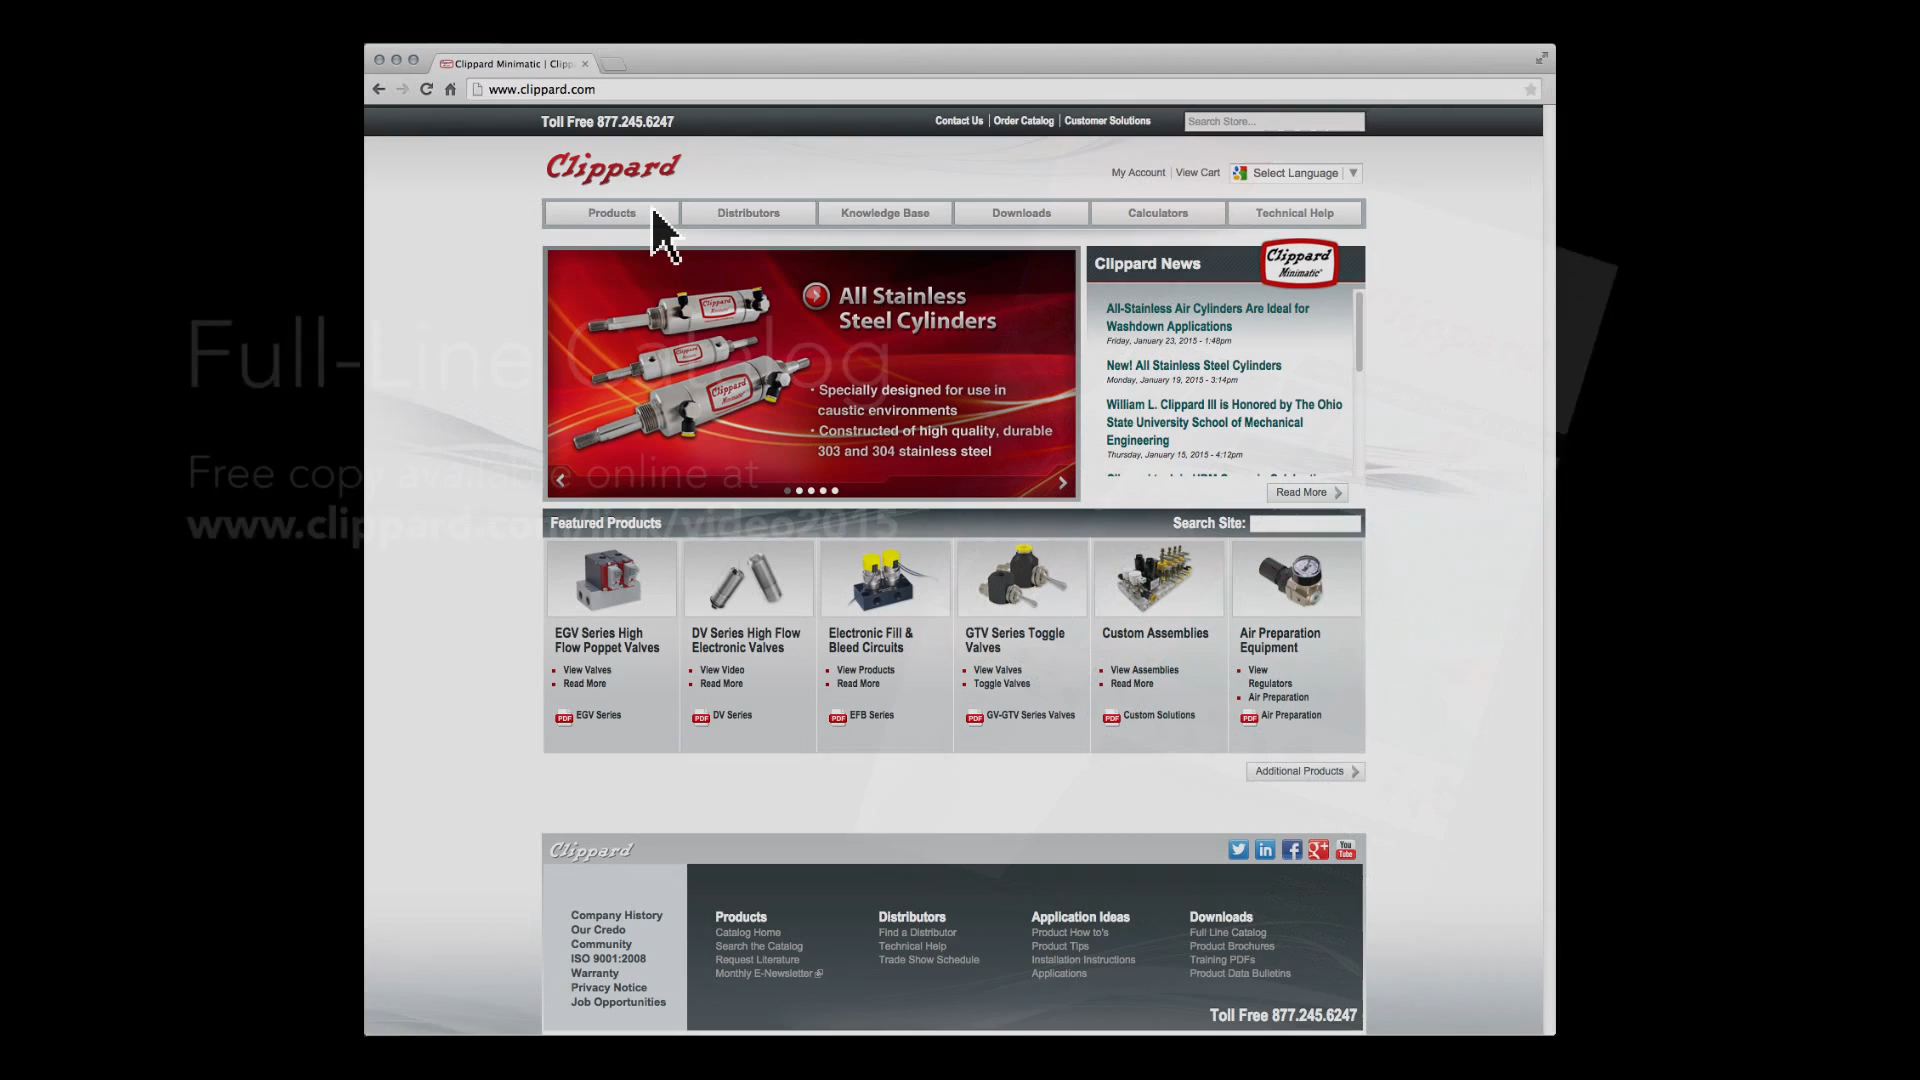 Clippard Minimatic | Clipp
www.clippard.com
Toll Free 877.245.6247
Contact Us | Order Catalog | Customer Solutions
Search Store...
Clippard
My Account | View Cart
Select Language
Products
Distributors
Knowledge Base
Downloads
Calculators
Technical Help
All Stainless
Steel Cylinders
• Specially designed for use in
caustic environments
• Constructed of high quality, durable
303 and 304 stainless steel
Clippard
Minimatic
Clippard
Clippard
Clippard News
Clippard
Minimatic
All-Stainless Air Cylinders Are Ideal for
Washdown Applications
Friday, January 23, 2015 - 1:48pm
New! All Stainless Steel Cylinders
Monday, January 19, 2015 - 3:14pm
William L. Clippard III is Honored by The Ohio
State University School of Mechanical
Engineering
Thursday, January 15, 2015 - 4:12pm
Read More
Full-Line Catalog
Free copy available online at
www.clippard.com/link/video2015
Featured Products
Search Site:
EGV Series High
Flow Poppet Valves
View Valves
Read More
PDF EGV Series
DV Series High Flow
Electronic Valves
View Video
Read More
PDF DV Series
Electronic Fill &
Bleed Circuits
View Products
Read More
PDF EFB Series
GTV Series Toggle
Valves
View Valves
Toggle Valves
PDF GV-GTV Series Valves
Custom Assemblies
View Assemblies
Read More
PDF Custom Solutions
Air Preparation
Equipment
View
Regulators
Air Preparation
PDF Air Preparation
Additional Products
Clippard
You
Tube
Company History
Our Credo
Community
ISO 9001:2008
Warranty
Privacy Notice
Job Opportunities
Products
Catalog Home
Search the Catalog
Request Literature
Monthly E-Newsletter
Distributors
Find a Distributor
Technical Help
Trade Show Schedule
Application Ideas
Product How to's
Product Tips
Installation Instructions
Applications
Downloads
Full Line Catalog
Product Brochures
Training PDFs
Product Data Bulletins
Toll Free 877.245.6247